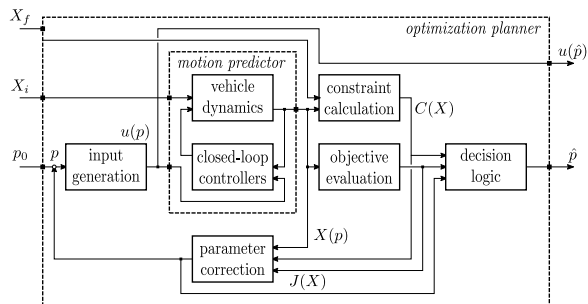 X_f
optimization planner
u(p̂)
motion predictor
X_i
vehicle
dynamics
constraint
calculation
C(X)
u(p)
p_0
p
input
generation
closed-loop
controllers
objective
evaluation
decision
logic
p̂
X(p)
parameter
correction
J(X)